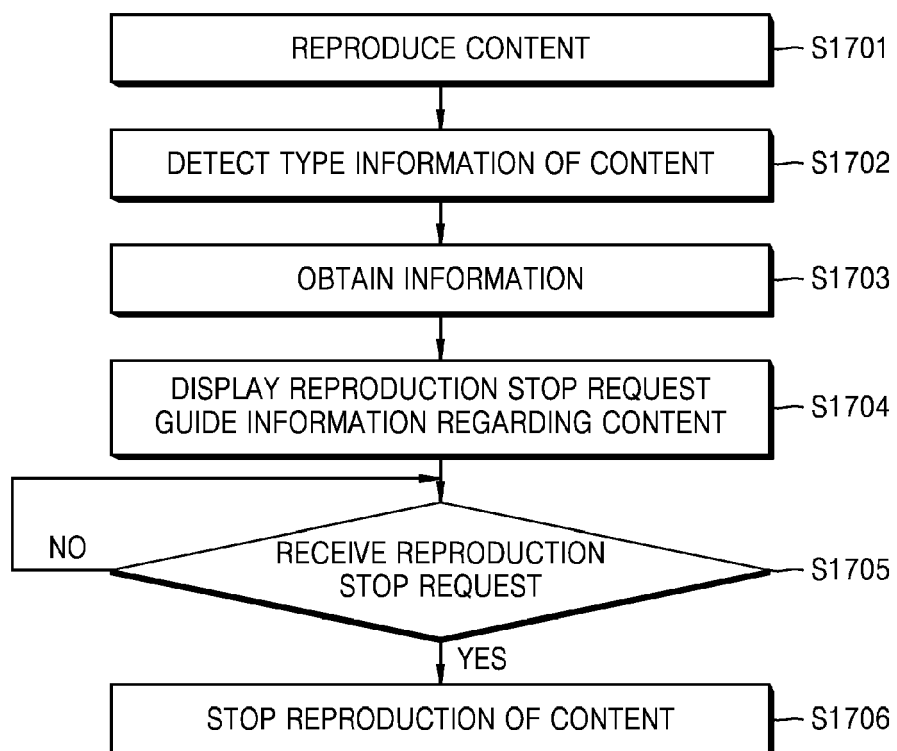 REPRODUCE CONTENT
S1701
DETECT TYPE INFORMATION OF CONTENT
S1702
OBTAIN INFORMATION
S1703
DISPLAY REPRODUCTION STOP REQUEST
GUIDE INFORMATION REGARDING CONTENT
S1704
NO
RECEIVE REPRODUCTION
STOP REQUEST
S1705
YES
STOP REPRODUCTION OF CONTENT
S1706